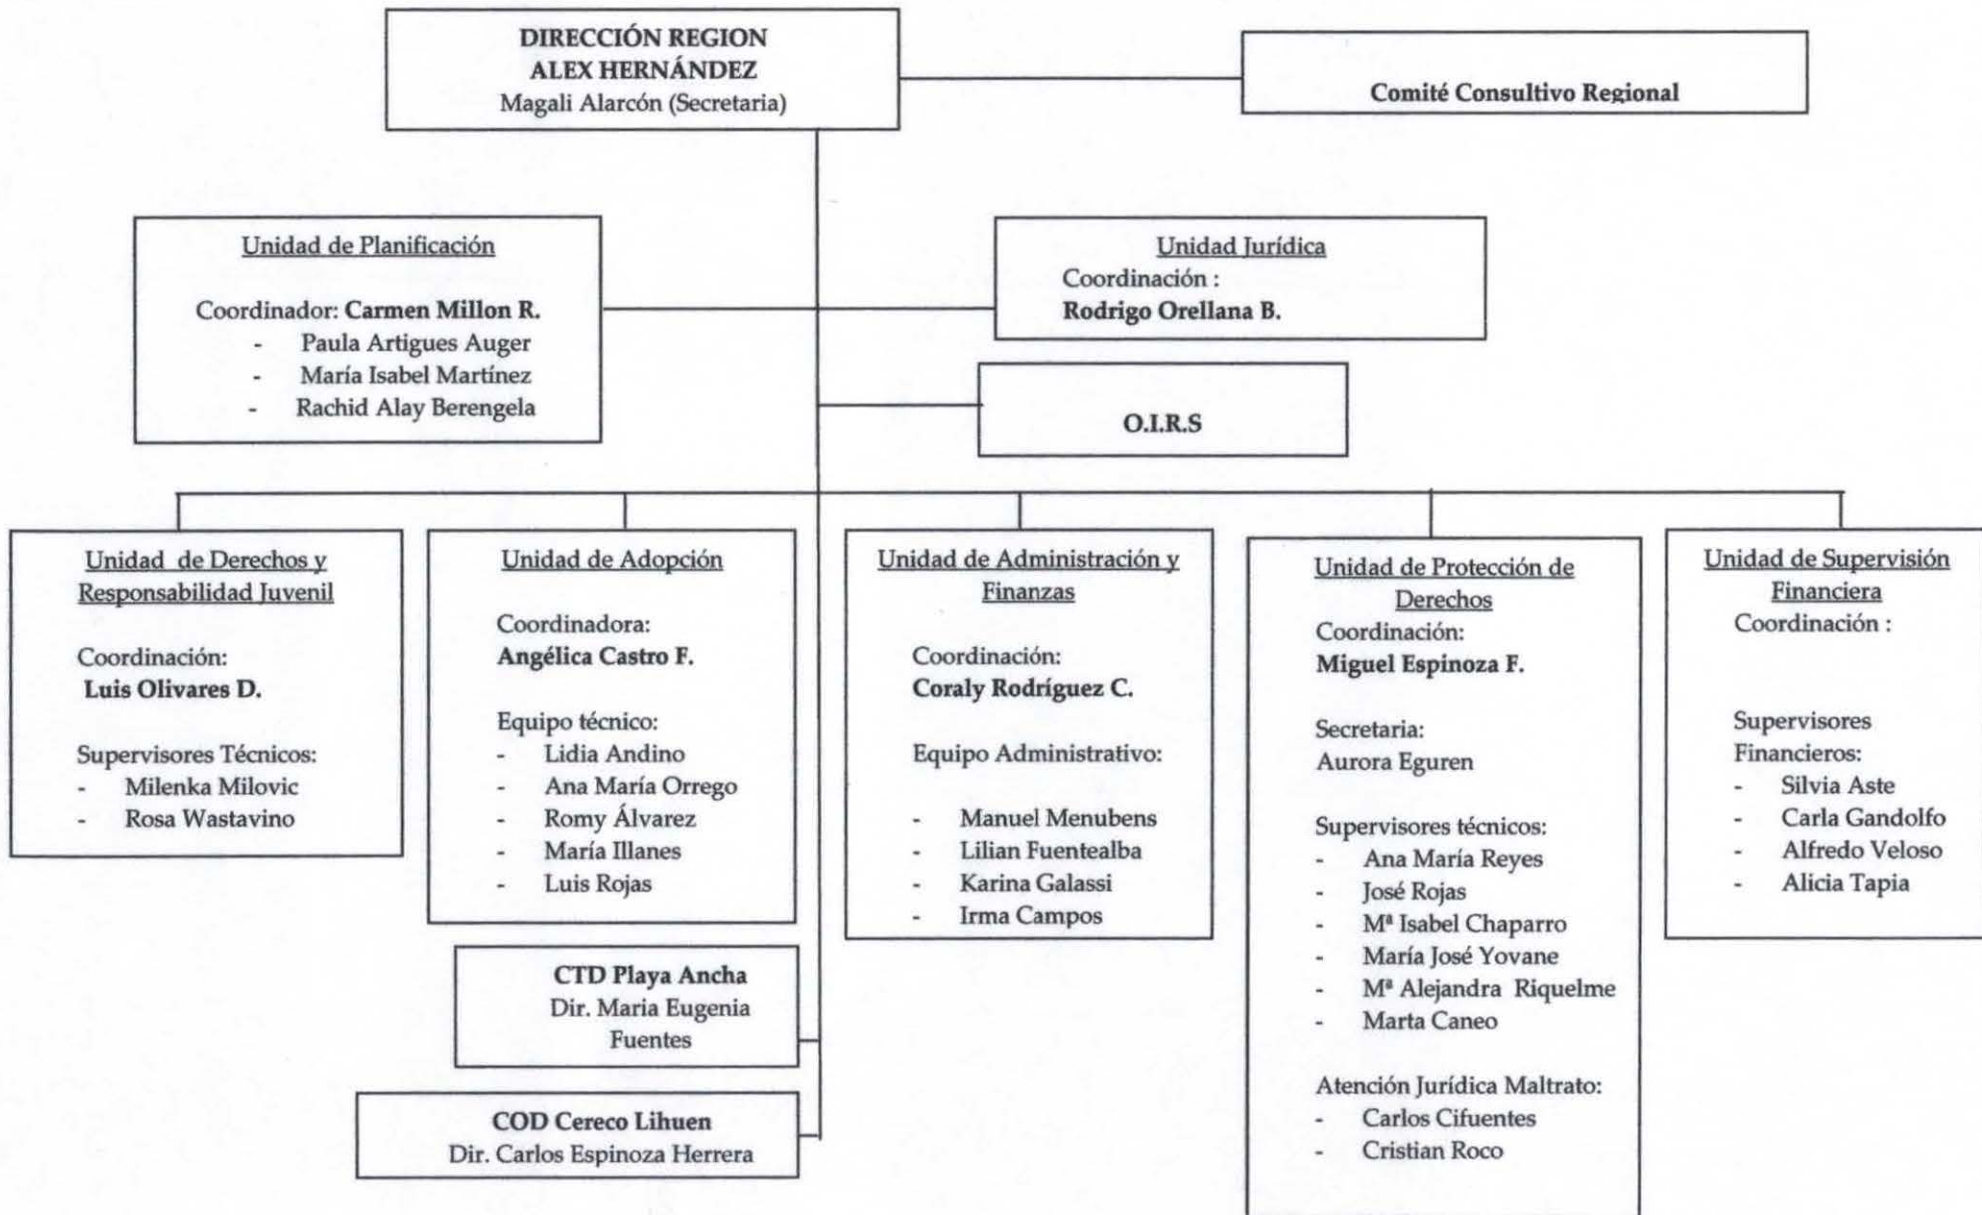 DIRECCIÓN REGION
ALEX HERNÁNDEZ
Magali Alarcón (Secretaria)
Comité Consultivo Regional
Unidad de Planificación
Coordinador: Carmen Millon R.
- Paula Artigues Auger
- María Isabel Martínez
- Rachid Alay Berengela
Unidad Jurídica
Coordinación :
Rodrigo Orellana B.
O.I.R.S
Unidad de Derechos y
Responsabilidad Juvenil
Coordinación:
Luis Olivares D.
Supervisores Técnicos:
- Milenka Milovic
- Rosa Wastavino
Unidad de Adopción
Coordinadora:
Angélica Castro F.
Equipo técnico:
- Lidia Andino
- Ana María Orrego
- Romy Álvarez
- María Illanes
- Luis Rojas
Unidad de Administración y
Finanzas
Coordinación:
Coraly Rodríguez C.
Equipo Administrativo:
- Manuel Menubens
- Lilian Fuentealba
- Karina Galassi
- Irma Campos
Unidad de Protección de
Derechos
Coordinación:
Miguel Espinoza F.
Secretaria:
Aurora Eguren
Supervisores técnicos:
- Ana María Reyes
- José Rojas
- Mª Isabel Chaparro
- María José Yovane
- Mª Alejandra Riquelme
- Marta Caneo
Atención Jurídica Maltrato:
- Carlos Cifuentes
- Cristian Roco
Unidad de Supervisión
Financiera
Coordinación :
Supervisores
Financieros:
- Silvia Aste
- Carla Gandolfo
- Alfredo Veloso
- Alicia Tapia
CTD Playa Ancha
Dir. Maria Eugenia
Fuentes
COD Cereco Lihuen
Dir. Carlos Espinoza Herrera